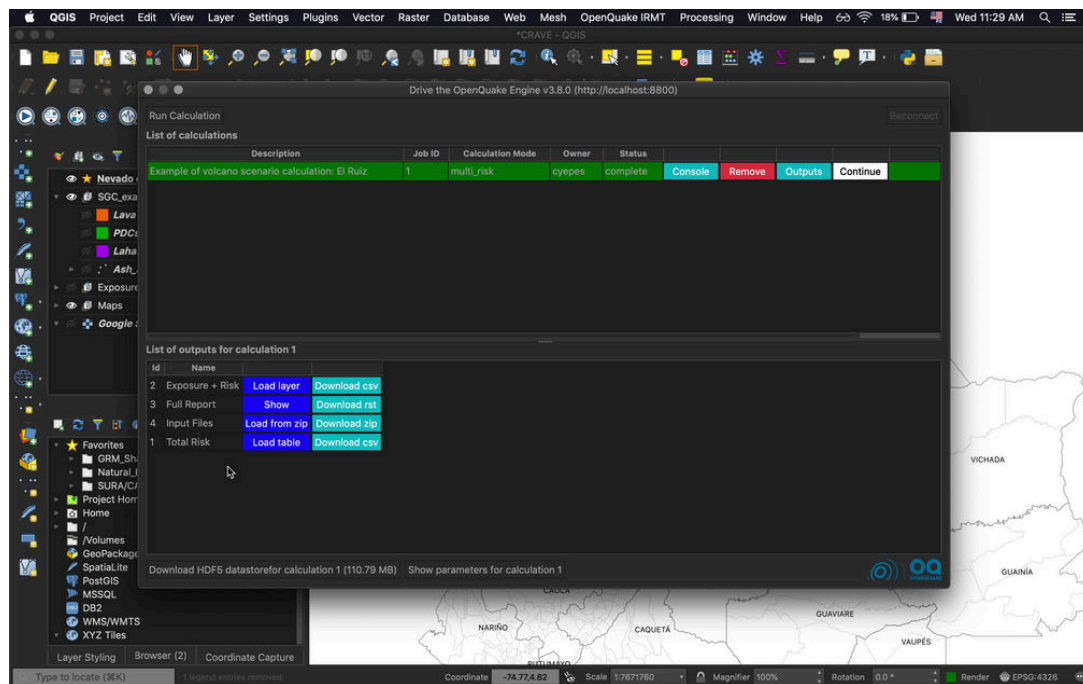 QGIS Project Edit View Layer Settings Plugins Vector Raster Database Web Mesh OpenQuake IRMT Processing Window Help 18% Wed 11:29 AM
*CRAVE - QGIS
Drive the OpenQuake Engine v3.8.0 (http://localhost:8800)
Run Calculation Reconnect
List of calculations
Description Job ID Calculation Mode Owner Status
Example of volcano scenario calculation: El Ruiz 1 multi_risk cyepes complete Console Remove Outputs Continue
Nevado
SGC_exa
Lava
PDCs
Laha
Ash_
Exposure
Maps
Google S
List of outputs for calculation 1
Id Name
2 Exposure + Risk Load layer Download csv
3 Full Report Show Download rst
4 Input Files Load from zip Download zip
1 Total Risk Load table Download csv
Favorites
GRM_Sh
Natural_
SURA/CA
Project Hom
Home
/
/Volumes
GeoPackage
SpatiaLite
PostGIS
MSSQL
DB2
WMS/WMTS
XYZ Tiles
Download HDF5 datastorefor calculation 1 (110.79 MB) Show parameters for calculation 1
OQ
OPENQUAKE
VICHADA
GUAINÍA
CAUCA
GUAVIARE
NARIÑO
CAQUETÁ
VAUPÉS
PUTUMAYO
Layer Styling Browser (2) Coordinate Capture
Type to locate (⌘K) 1 legend entries removed. Coordinate -74.77,4.82 Scale 1:7671760 Magnifier 100% Rotation 0.0 ° Render EPSG:4326